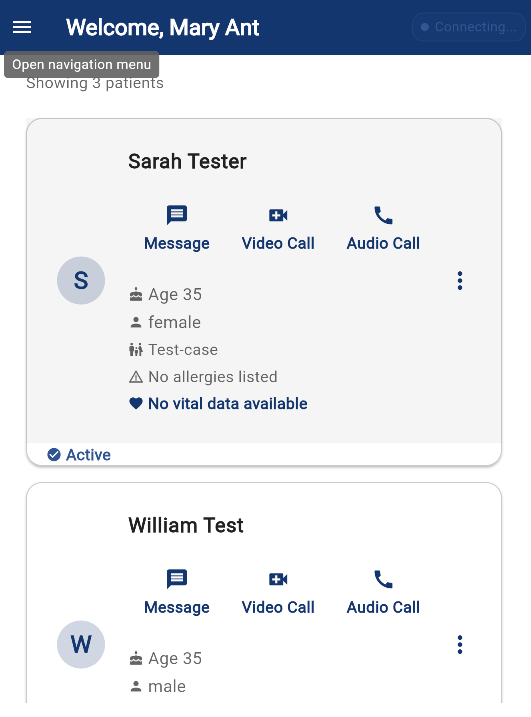 Welcome, Mary Ant
Connecting...
Open navigation menu
Showing 3 patients
Sarah Tester
Message Video Call Audio Call
S
Age 35
female
Test-case
No allergies listed
No vital data available
Active
William Test
Message Video Call Audio Call
W
Age 35
male